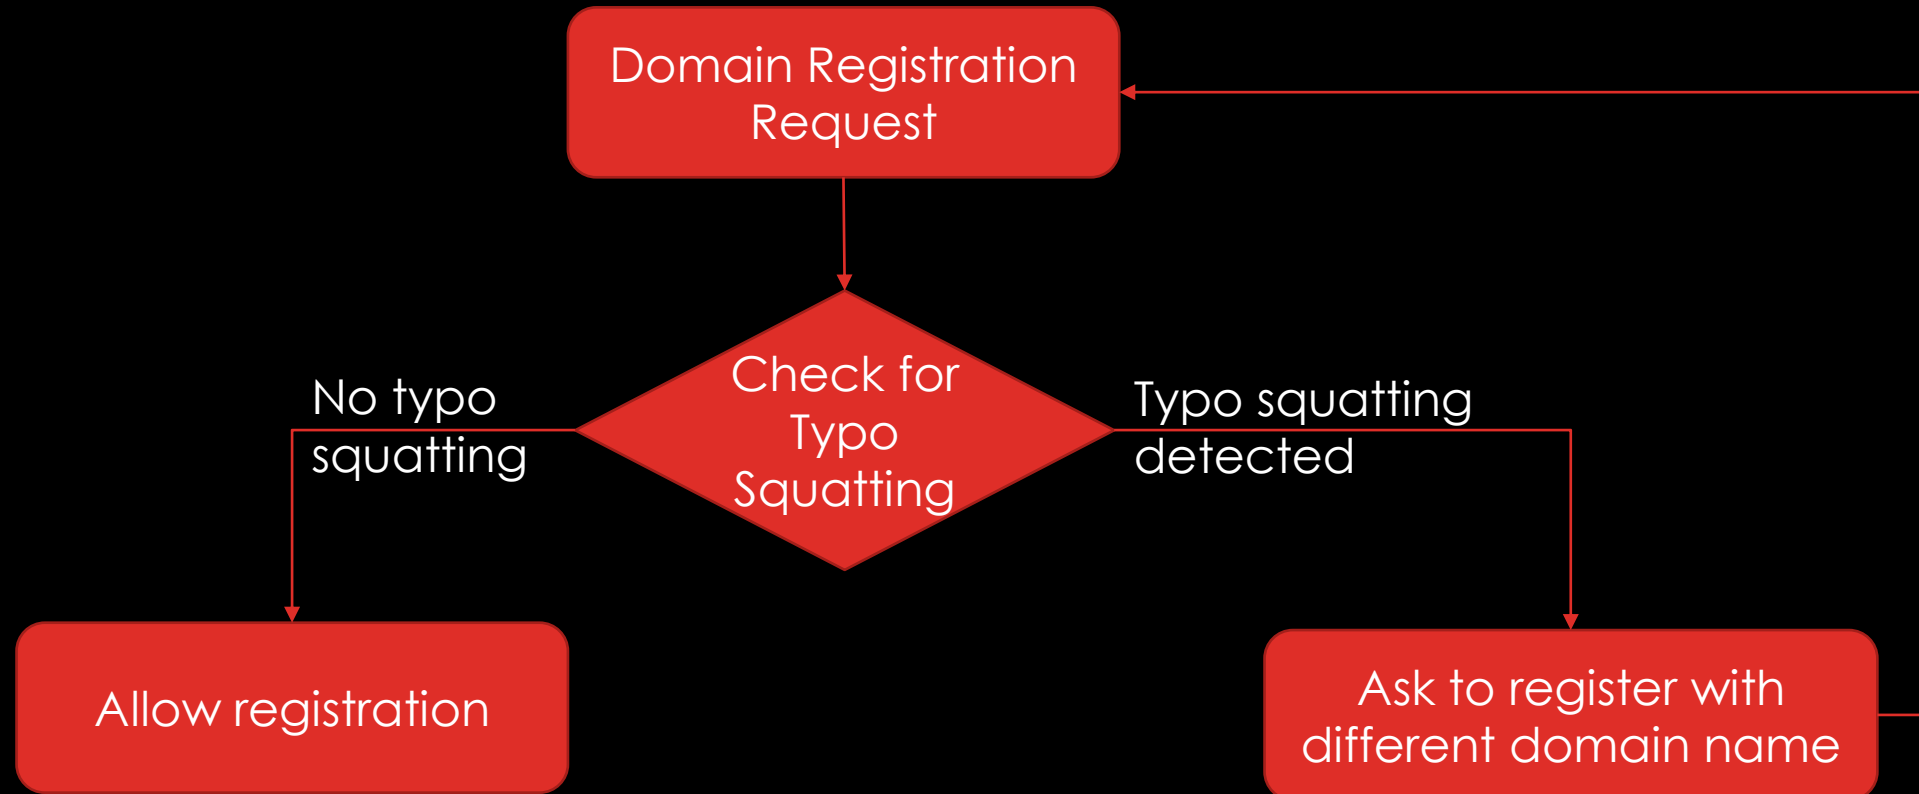 Domain Registration
Request
Check for
Typo
Squatting
No typo
squatting
Typo squatting
detected
Allow registration
Ask to register with
different domain name